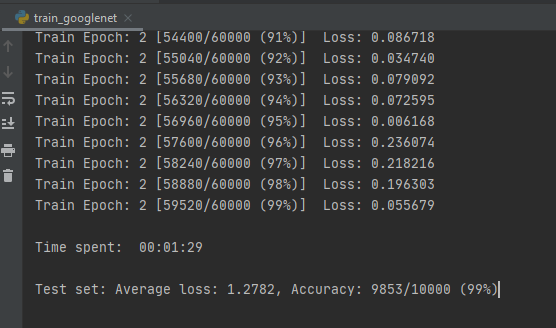 train_googlenet
Train Epoch: 2 [54400/60000 (91%)]  Loss: 0.086718
Train Epoch: 2 [55040/60000 (92%)]  Loss: 0.034740
Train Epoch: 2 [55680/60000 (93%)]  Loss: 0.079092
Train Epoch: 2 [56320/60000 (94%)]  Loss: 0.072595
Train Epoch: 2 [56960/60000 (95%)]  Loss: 0.006168
Train Epoch: 2 [57600/60000 (96%)]  Loss: 0.236074
Train Epoch: 2 [58240/60000 (97%)]  Loss: 0.218216
Train Epoch: 2 [58880/60000 (98%)]  Loss: 0.196303
Train Epoch: 2 [59520/60000 (99%)]  Loss: 0.055679
Time spent:  00:01:29
Test set: Average loss: 1.2782, Accuracy: 9853/10000 (99%)